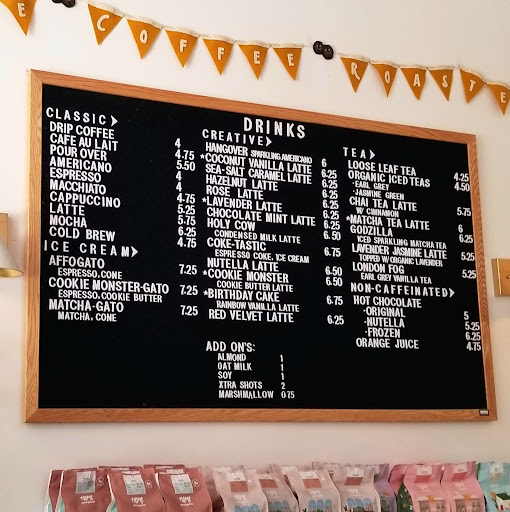 E COFFEE ROASTE
DRINKS
CLASSIC
DRIP COFFEE 4
CAFE AU LAIT 4.75
POUR OVER 5.50
AMERICANO 4
ESPRESSO 4
MACCHIATO
CAPPUCCINO 4.75
LATTE 5.25
MOCHA 5.75
COLD BREW 4.75
ICE CREAM
AFFOGATO 7.25
ESPRESSO, CONE
COOKIE MONSTER-GATO 7.25
ESPRESSO, COOKIE BUTTER
MATCHA-GATO 7.25
MATCHA, CONE
CREATIVE
HANGOVER SPARKLING AMERICANO 6
*COCONUT VANILLA LATTE 6.25
SEA-SALT CARAMEL LATTE 6.25
HAZELNUT LATTE 6.25
ROSE LATTE 6.25
*LAVENDER LATTE 6.25
CHOCOLATE MINT LATTE 6.25
HOLY COW 6.50
CONDENSED MILK LATTE
COKE-TASTIC 6.75
ESPRESSO COKE, ICE CREAM
NUTELLA LATTE 6.50
*COOKIE MONSTER 6.50
COOKIE BUTTER LATTE
*BIRTHDAY CAKE 6.50
RAINBOW VANILLA LATTE
RED VELVET LATTE 6.25
ADD ON'S:
ALMOND 1
OAT MILK 1
SOY 1
XTRA SHOTS 2
MARSHMALLOW 0.75
TEA
LOOSE LEAF TEA 4.25
ORGANIC ICED TEAS 4.50
·EARL GREY
·JASMINE GREEN
CHAI TEA LATTE 5.75
W/ CINNAMON
*MATCHA TEA LATTE 6
GODZILLA 6.25
ICED SPARKLING MATCHA TEA
LAVENDER JASMINE LATTE 5.25
TOPPED W/ ORGANIC LAVENDER
LONDON FOG 5.25
EARL GREY VANILLA TEA
NON-CAFFEINATED
HOT CHOCOLATE
·ORIGINAL 5
·NUTELLA 5.25
·FROZEN 6.25
ORANGE JUICE 4.75